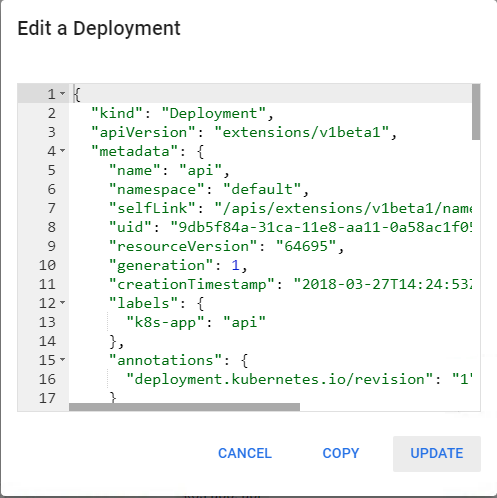 Edit a Deployment
1 {
2 "kind": "Deployment",
3 "apiVersion": "extensions/v1beta1",
4 "metadata": {
5 "name": "api",
6 "namespace": "default",
7 "selfLink": "/apis/extensions/v1beta1/name
8 "uid": "9db5f84a-31ca-11e8-aa11-0a58ac1f05
9 "resourceVersion": "64695",
10 "generation": 1,
11 "creationTimestamp": "2018-03-27T14:24:53Z
12 "labels": {
13 "k8s-app": "api"
14 },
15 "annotations": {
16 "deployment.kubernetes.io/revision": "1"
17 }
CANCEL COPY UPDATE